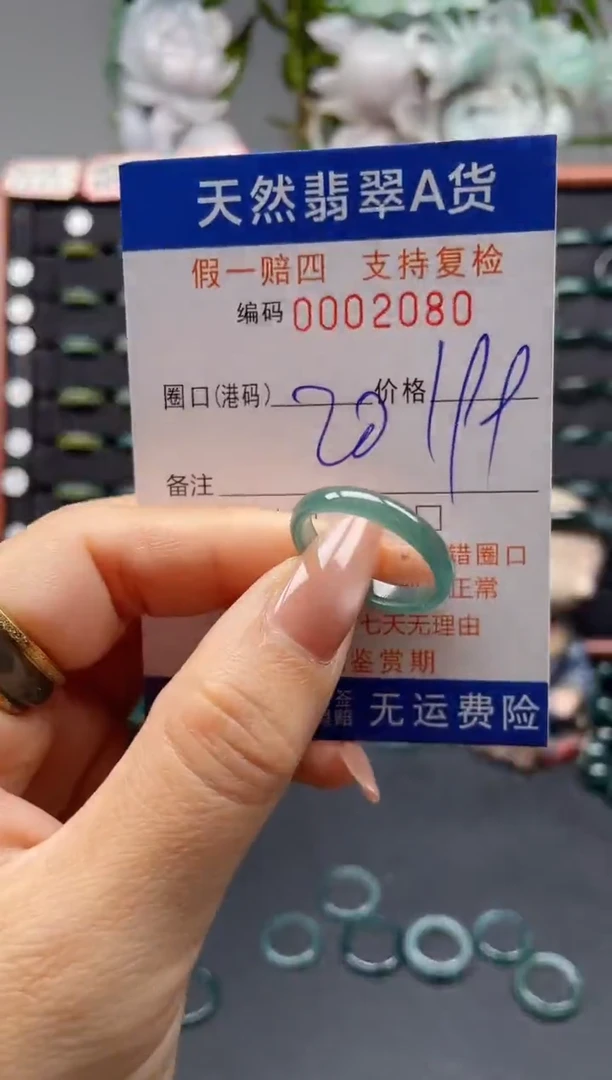 天然翡翠A货
假一赔四 支持复检
编码 0002080
圈口(港码) 20 价格
备注
错圈口
正常
七天无理由
鉴赏期
无运费险